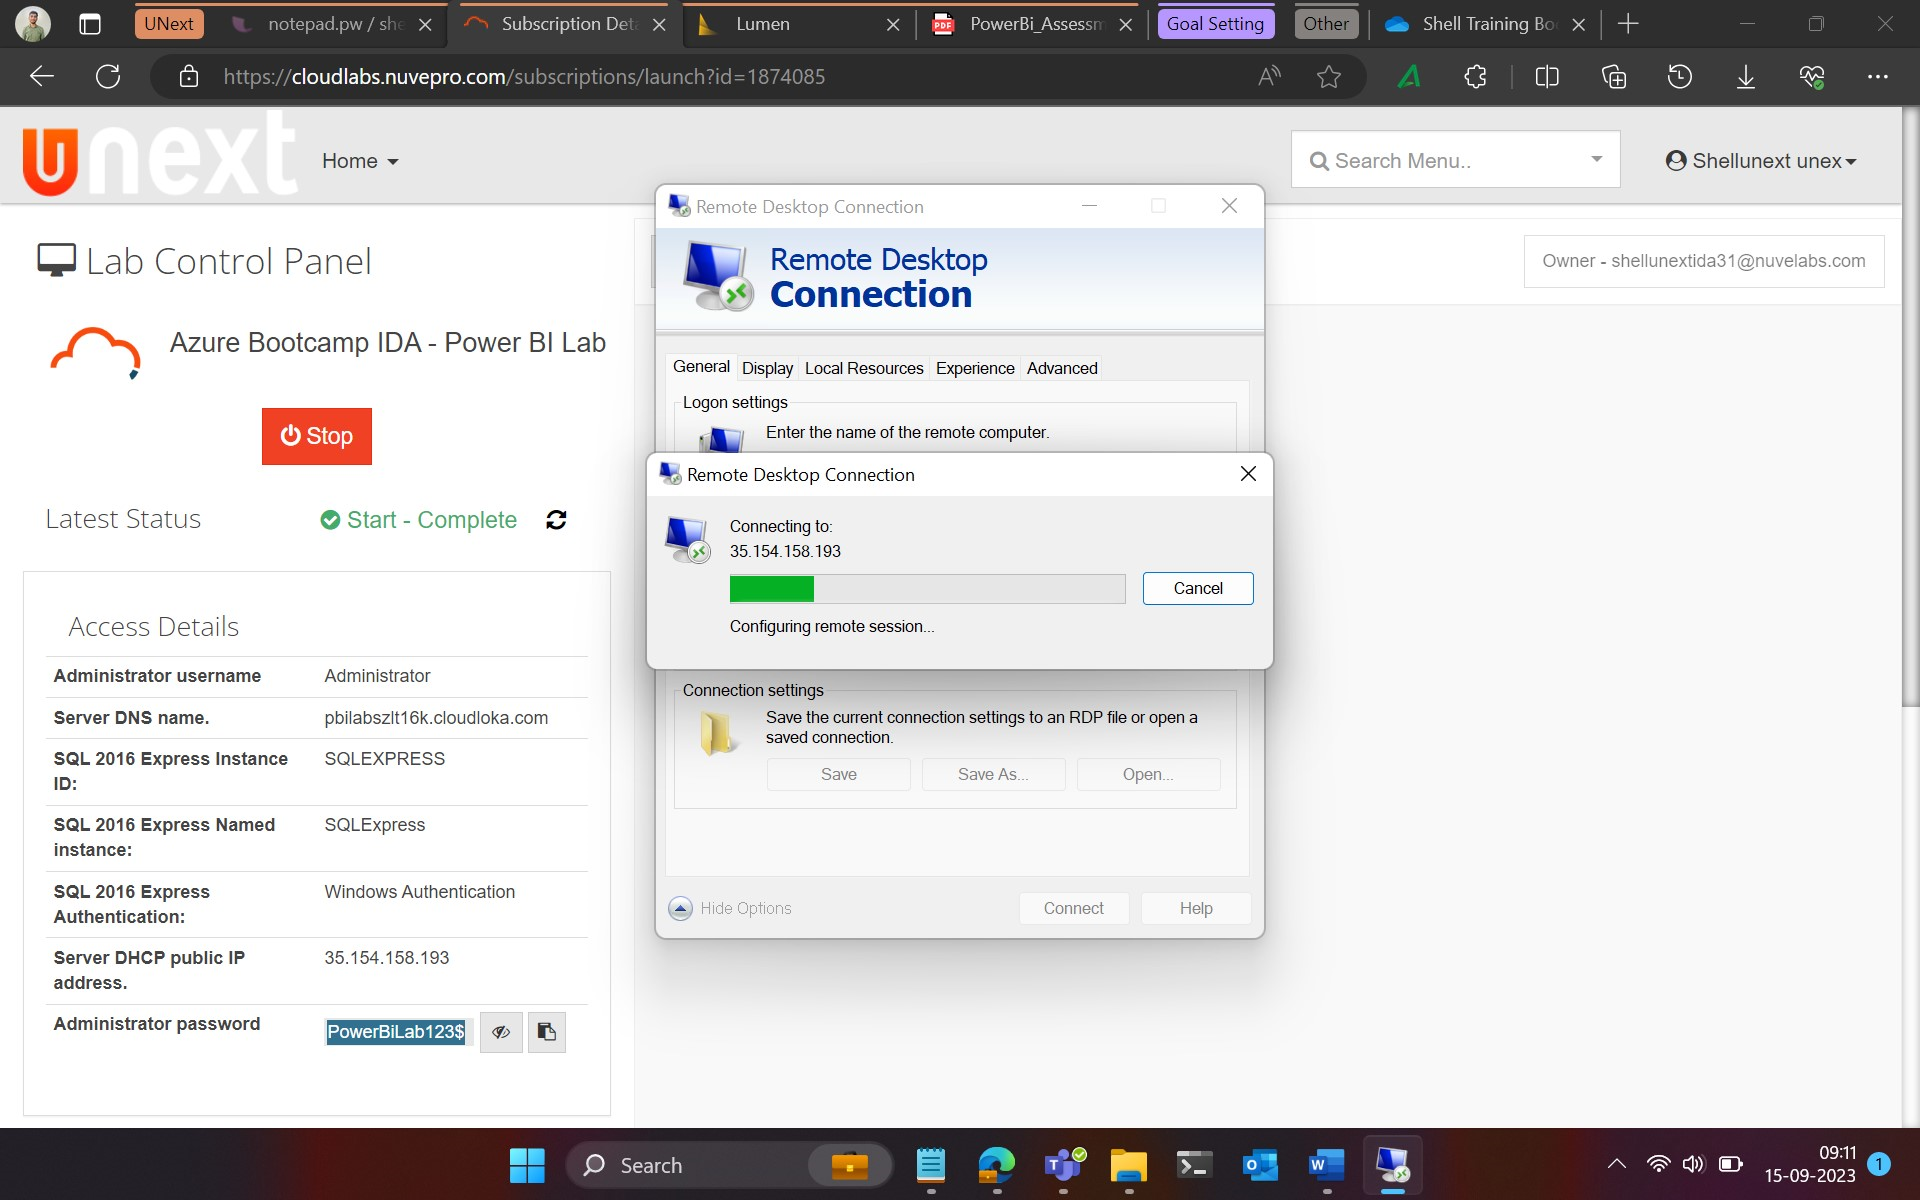 UNext
notepad.pw / she
Subscription Deta
Lumen
PowerBi_Assessm
Goal Setting
Other
Shell Training Bo
https://cloudlabs.nuvepro.com/subscriptions/launch?id=1874085
unext
Home
Search Menu..
Shellunext unex
Lab Control Panel
Owner - shellunextida31@nuvelabs.com
Azure Bootcamp IDA - Power BI Lab
Stop
Latest Status
Start - Complete
Access Details
Administrator username
Administrator
Server DNS name.
pbilabszlt16k.cloudloka.com
SQL 2016 Express Instance
ID:
SQLEXPRESS
SQL 2016 Express Named
instance:
SQLExpress
SQL 2016 Express
Authentication:
Windows Authentication
Server DHCP public IP
address.
35.154.158.193
Administrator password
PowerBiLab123$
Remote Desktop Connection
Remote Desktop
Connection
General
Display
Local Resources
Experience
Advanced
Logon settings
Enter the name of the remote computer.
Remote Desktop Connection
Connecting to:
35.154.158.193
Cancel
Configuring remote session...
Connection settings
Save the current connection settings to an RDP file or open a
saved connection.
Save
Save As...
Open...
Hide Options
Connect
Help
Search
09:11
15-09-2023
1